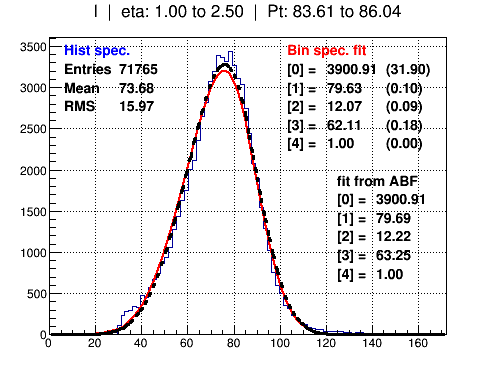 I | eta: 1.00 to 2.50 | Pt: 83.61 to 86.04
Hist spec.
Entries 71765
Mean 73.68
RMS 15.97
Bin spec. fit
[0] = 3900.91 (31.90)
[1] = 79.63 (0.10)
[2] = 12.07 (0.09)
[3] = 62.11 (0.18)
[4] = 1.00 (0.00)
fit from ABF
[0] = 3900.91
[1] = 79.69
[2] = 12.22
[3] = 63.25
[4] = 1.00
3500
3000
2500
2000
1500
1000
500
0
0 20 40 60 80 100 120 140 160